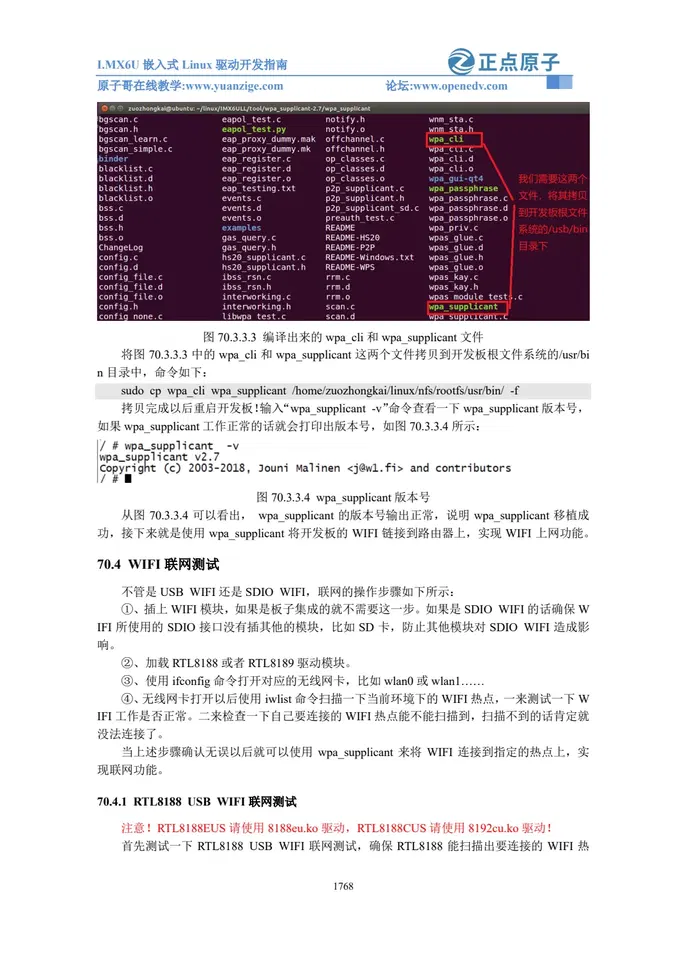 I.MX6U 嵌入式 Linux 驱动开发指南
正点原子
原子哥在线教学:www.yuanzige.com 论坛:www.openedv.com
zuozhongkai@ubuntu: ~/linux/IMX6ULL/tool/wpa_supplicant-2.7/wpa_supplicant
bgscan.c eapol_test.c notify.h wnm_sta.c
bgscan.h eapol_test.py notify.o wnm_sta.h
bgscan_learn.c eap_proxy_dummy.mak offchannel.c wpa_cli
bgscan_simple.c eap_proxy_dummy.mk offchannel.h wpa_cli.c
binder eap_register.c op_classes.c wpa_cli.d
blacklist.c eap_register.d op_classes.d wpa_cli.o
blacklist.d eap_register.o op_classes.o wpa_gui-qt4
blacklist.h eap_testing.txt p2p_supplicant.c wpa_passphrase
blacklist.o events.c p2p_supplicant.h wpa_passphrase.c
bss.c events.d p2p_supplicant_sd.c wpa_passphrase.d
bss.d events.o preauth_test.c wpa_passphrase.o
bss.h examples README wpa_priv.c
bss.o gas_query.c README-HS20 wpas_glue.c
ChangeLog gas_query.h README-P2P wpas_glue.d
config.c hs20_supplicant.c README-Windows.txt wpas_glue.h
config.d hs20_supplicant.h README-WPS wpas_glue.o
config_file.c ibss_rsn.c rrm.c wpas_kay.c
config_file.d ibss_rsn.h rrm.d wpas_kay.h
config_file.o interworking.c rrm.o wpas_module_tests.c
config.h interworking.h scan.c wpa_supplicant
config_none.c libwpa_test.c scan.d wpa_supplicant.c
我们需要这两个
文件，将其拷贝
到开发板根文件
系统的/usb/bin
目录下
图 70.3.3.3 编译出来的 wpa_cli 和 wpa_supplicant 文件
将图 70.3.3.3 中的 wpa_cli 和 wpa_supplicant 这两个文件拷贝到开发板根文件系统的/usr/bi
n 目录中，命令如下：
sudo cp wpa_cli wpa_supplicant /home/zuozhongkai/linux/nfs/rootfs/usr/bin/ -f
拷贝完成以后重启开发板！输入“wpa_supplicant -v”命令查看一下 wpa_supplicant 版本号，
如果 wpa_supplicant 工作正常的话就会打印出版本号，如图 70.3.3.4 所示：
/ # wpa_supplicant -v
wpa_supplicant v2.7
Copyright (c) 2003-2018, Jouni Malinen <j@w1.fi> and contributors
/ #
图 70.3.3.4 wpa_supplicant 版本号
从图 70.3.3.4 可以看出， wpa_supplicant 的版本号输出正常，说明 wpa_supplicant 移植成
功，接下来就是使用 wpa_supplicant 将开发板的 WIFI 链接到路由器上，实现 WIFI 上网功能。
70.4 WIFI 联网测试
不管是 USB WIFI 还是 SDIO WIFI，联网的操作步骤如下所示：
①、插上 WIFI 模块，如果是板子集成的就不需要这一步。如果是 SDIO WIFI 的话确保 W
IFI 所使用的 SDIO 接口没有插其他的模块，比如 SD 卡，防止其他模块对 SDIO WIFI 造成影
响。
②、加载 RTL8188 或者 RTL8189 驱动模块。
③、使用 ifconfig 命令打开对应的无线网卡，比如 wlan0 或 wlan1……
④、无线网卡打开以后使用 iwlist 命令扫描一下当前环境下的 WIFI 热点，一来测试一下 W
IFI 工作是否正常。二来检查一下自己要连接的 WIFI 热点能不能扫描到，扫描不到的话肯定就
没法连接了。
当上述步骤确认无误以后就可以使用 wpa_supplicant 来将 WIFI 连接到指定的热点上，实
现联网功能。
70.4.1 RTL8188 USB WIFI 联网测试
注意！RTL8188EUS 请使用 8188eu.ko 驱动，RTL8188CUS 请使用 8192cu.ko 驱动！
首先测试一下 RTL8188 USB WIFI 联网测试，确保 RTL8188 能扫描出要连接的 WIFI 热
1768